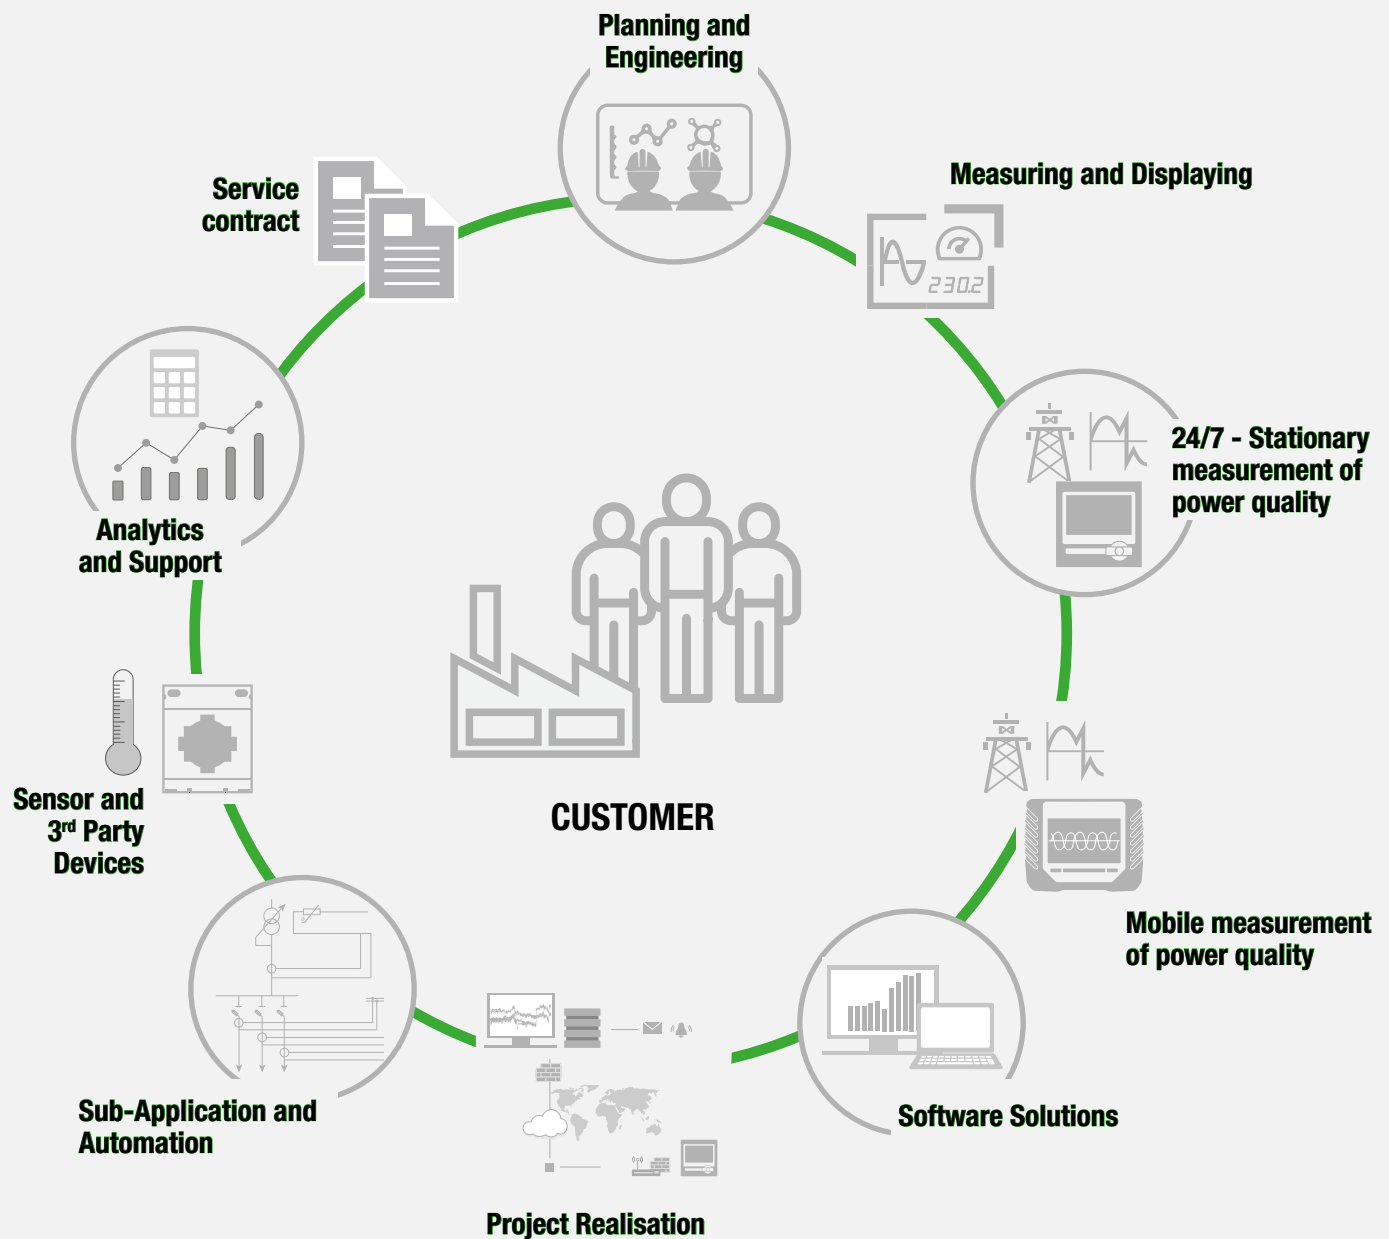 Planning and
Engineering
Measuring and Displaying
230.2
Service
contract
24/7 - Stationary
measurement of
power quality
Analytics
and Support
CUSTOMER
Sensor and
3rd Party
Devices
Mobile measurement
of power quality
Sub-Application and
Automation
Software Solutions
Project Realisation